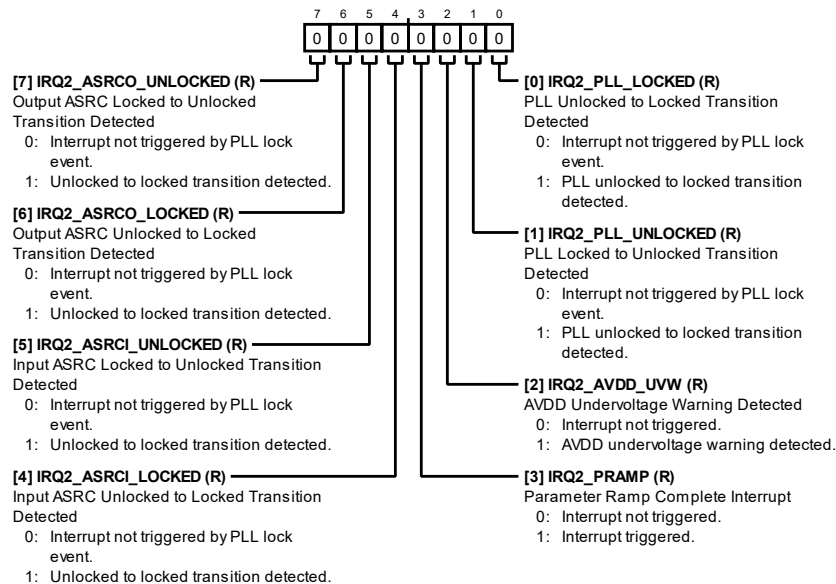 7 6 5 4 3 2 1 0
0 0 0 0 0 0 0 0
[7] IRQ2_ASRCO_UNLOCKED (R)
Output ASRC Locked to Unlocked
Transition Detected
0: Interrupt not triggered by PLL lock
event.
1: Unlocked to locked transition detected.
[6] IRQ2_ASRCO_LOCKED (R)
Output ASRC Unlocked to Locked
Transition Detected
0: Interrupt not triggered by PLL lock
event.
1: Unlocked to locked transition detected.
[5] IRQ2_ASRCI_UNLOCKED (R)
Input ASRC Locked to Unlocked Transition
Detected
0: Interrupt not triggered by PLL lock
event.
1: Unlocked to locked transition detected.
[4] IRQ2_ASRCI_LOCKED (R)
Input ASRC Unlocked to Locked Transition
Detected
0: Interrupt not triggered by PLL lock
event.
1: Unlocked to locked transition detected.
[0] IRQ2_PLL_LOCKED (R)
PLL Unlocked to Locked Transition
Detected
0: Interrupt not triggered by PLL lock
event.
1: PLL unlocked to locked transition
detected.
[1] IRQ2_PLL_UNLOCKED (R)
PLL Locked to Unlocked Transition
Detected
0: Interrupt not triggered by PLL lock
event.
1: PLL unlocked to locked transition
detected.
[2] IRQ2_AVDD_UVW (R)
AVDD Undervoltage Warning Detected
0: Interrupt not triggered.
1: AVDD undervoltage warning detected.
[3] IRQ2_PRAMP (R)
Parameter Ramp Complete Interrupt
0: Interrupt not triggered.
1: Interrupt triggered.